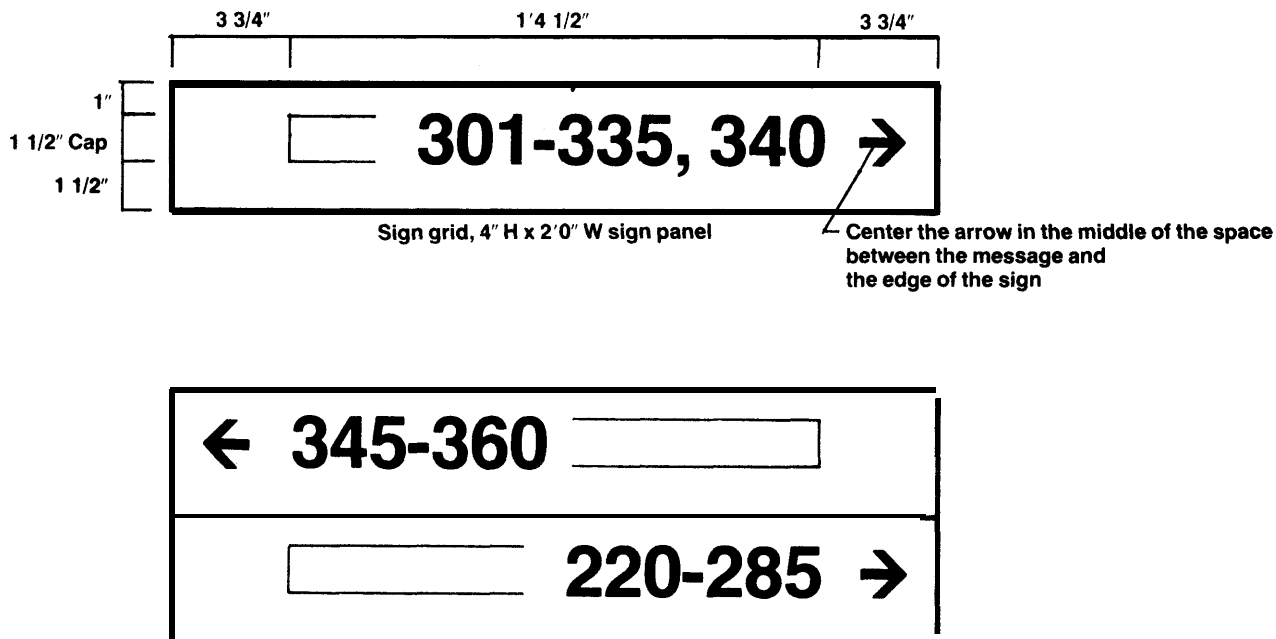 3 3/4″ 1′4 1/2″ 3 3/4″
1″
1 1/2″ Cap
1 1/2″
301-335, 340 →
Sign grid, 4″ H x 2′0″ W sign panel
Center the arrow in the middle of the space
between the message and
the edge of the sign
← 345-360
220-285 →